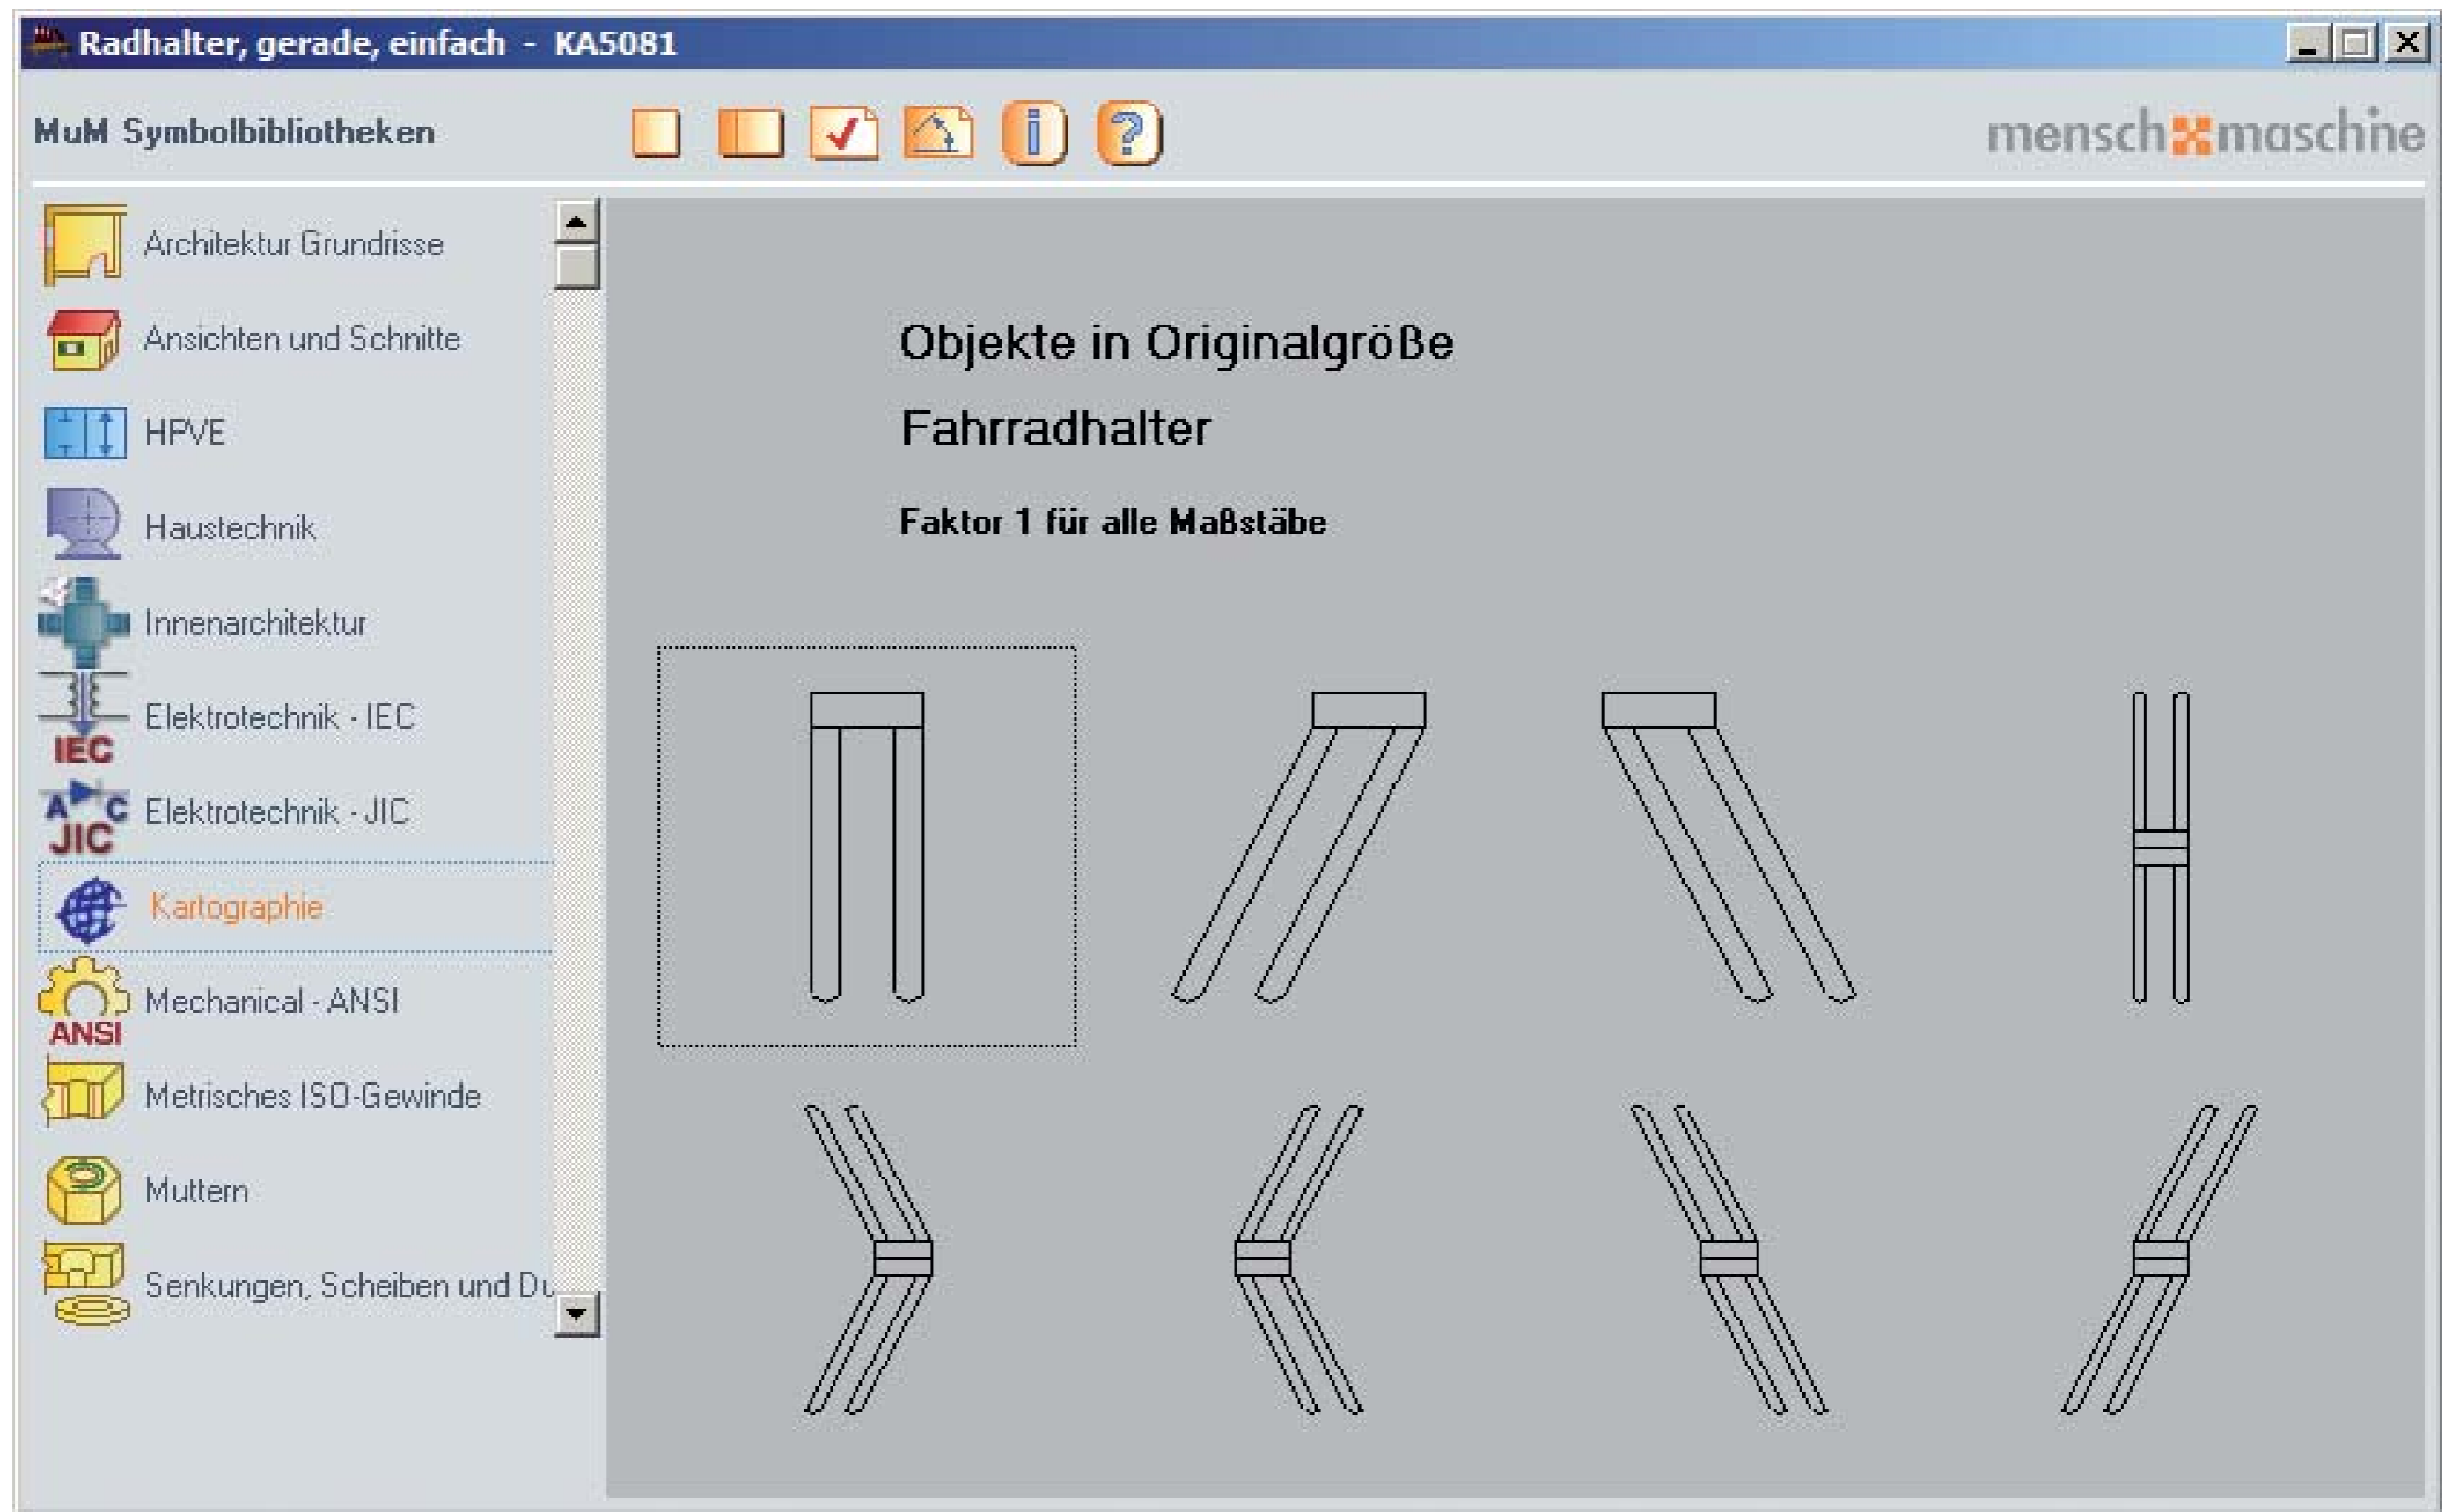 Radhalter, gerade, einfach - KA5081
MuM Symbolbibliotheken
mensch maschine
Architektur Grundrisse
Ansichten und Schnitte
HPVE
Haustechnik
Innenarchitektur
Elektrotechnik - IEC
IEC
Elektrotechnik - JIC
A C
JIC
Kartographie
Mechanical - ANSI
ANSI
Metrisches ISO-Gewinde
Muttern
Senkungen, Scheiben und Du
Objekte in Originalgröße
Fahrradhalter
Faktor 1 für alle Maßstäbe